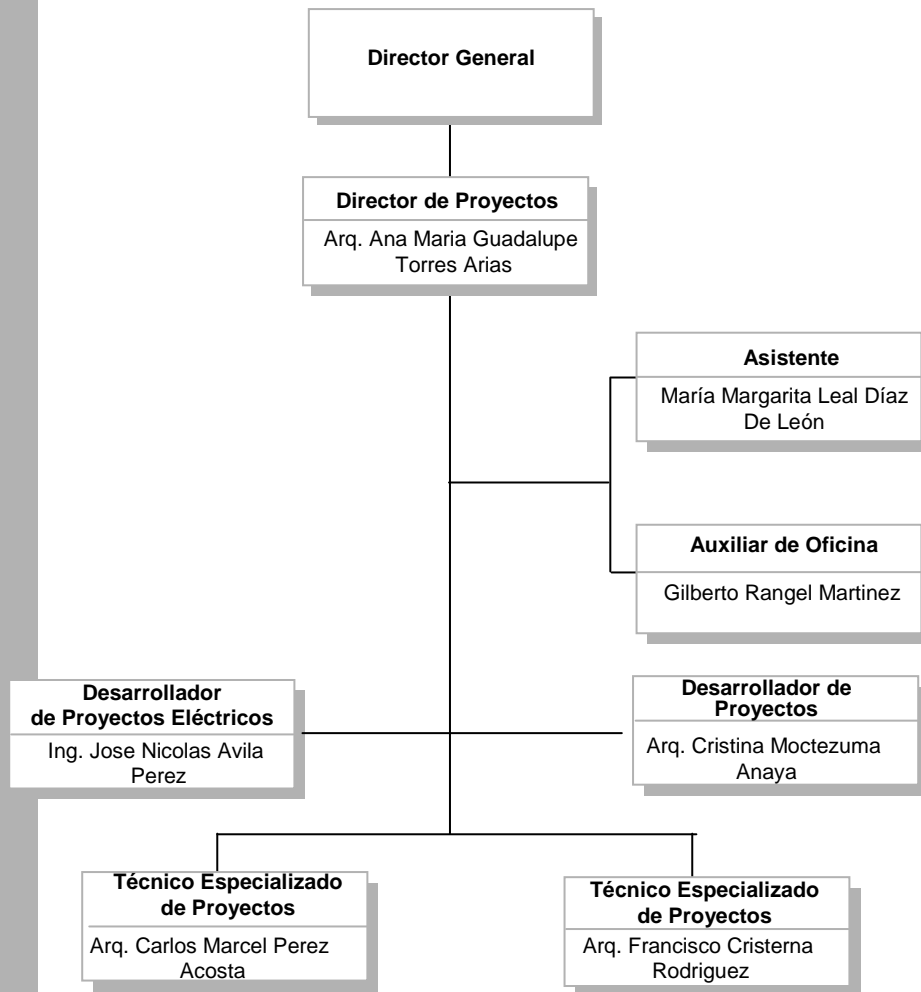 Director General
Director de Proyectos
Arq. Ana Maria Guadalupe
Torres Arias
Asistente
María Margarita Leal Díaz
De León
Auxiliar de Oficina
Gilberto Rangel Martinez
Desarrollador
de Proyectos Eléctricos
Ing. Jose Nicolas Avila
Perez
Desarrollador de
Proyectos
Arq. Cristina Moctezuma
Anaya
Técnico Especializado
de Proyectos
Arq. Carlos Marcel Perez
Acosta
Técnico Especializado
de Proyectos
Arq. Francisco Cristerna
Rodriguez